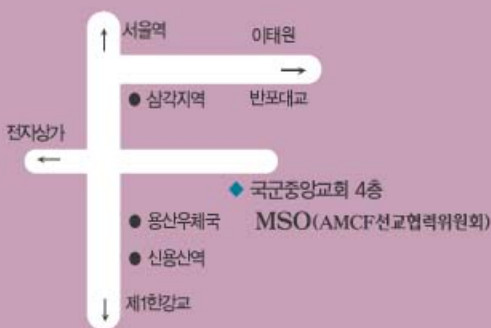 서울역
이태원
삼각지역
반포대교
전자상가
국군중앙교회 4층
용산우체국
MSO(AMCF선교협력위원회)
신용산역
제1한강교